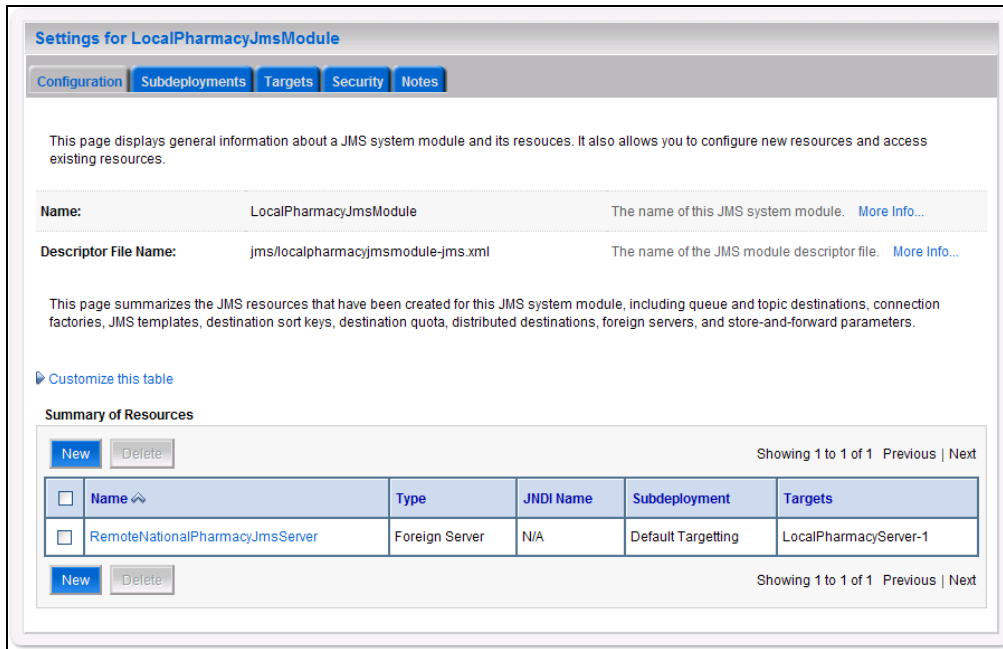 Settings for LocalPharmacyJmsModule
Configuration Subdeployments Targets Security Notes
This page displays general information about a JMS system module and its resouces. It also allows you to configure new resources and access
existing resources.
Name: LocalPharmacyJmsModule The name of this JMS system module. More Info...
Descriptor File Name: jms/localpharmacyjmsmodule-jms.xml The name of the JMS module descriptor file. More Info...
This page summarizes the JMS resources that have been created for this JMS system module, including queue and topic destinations, connection
factories, JMS templates, destination sort keys, destination quota, distributed destinations, foreign servers, and store-and-forward parameters.
Customize this table
Summary of Resources
New Delete Showing 1 to 1 of 1 Previous | Next
Name Type JNDI Name Subdeployment Targets
RemoteNationalPharmacyJmsServer Foreign Server N/A Default Targetting LocalPharmacyServer-1
New Delete Showing 1 to 1 of 1 Previous | Next